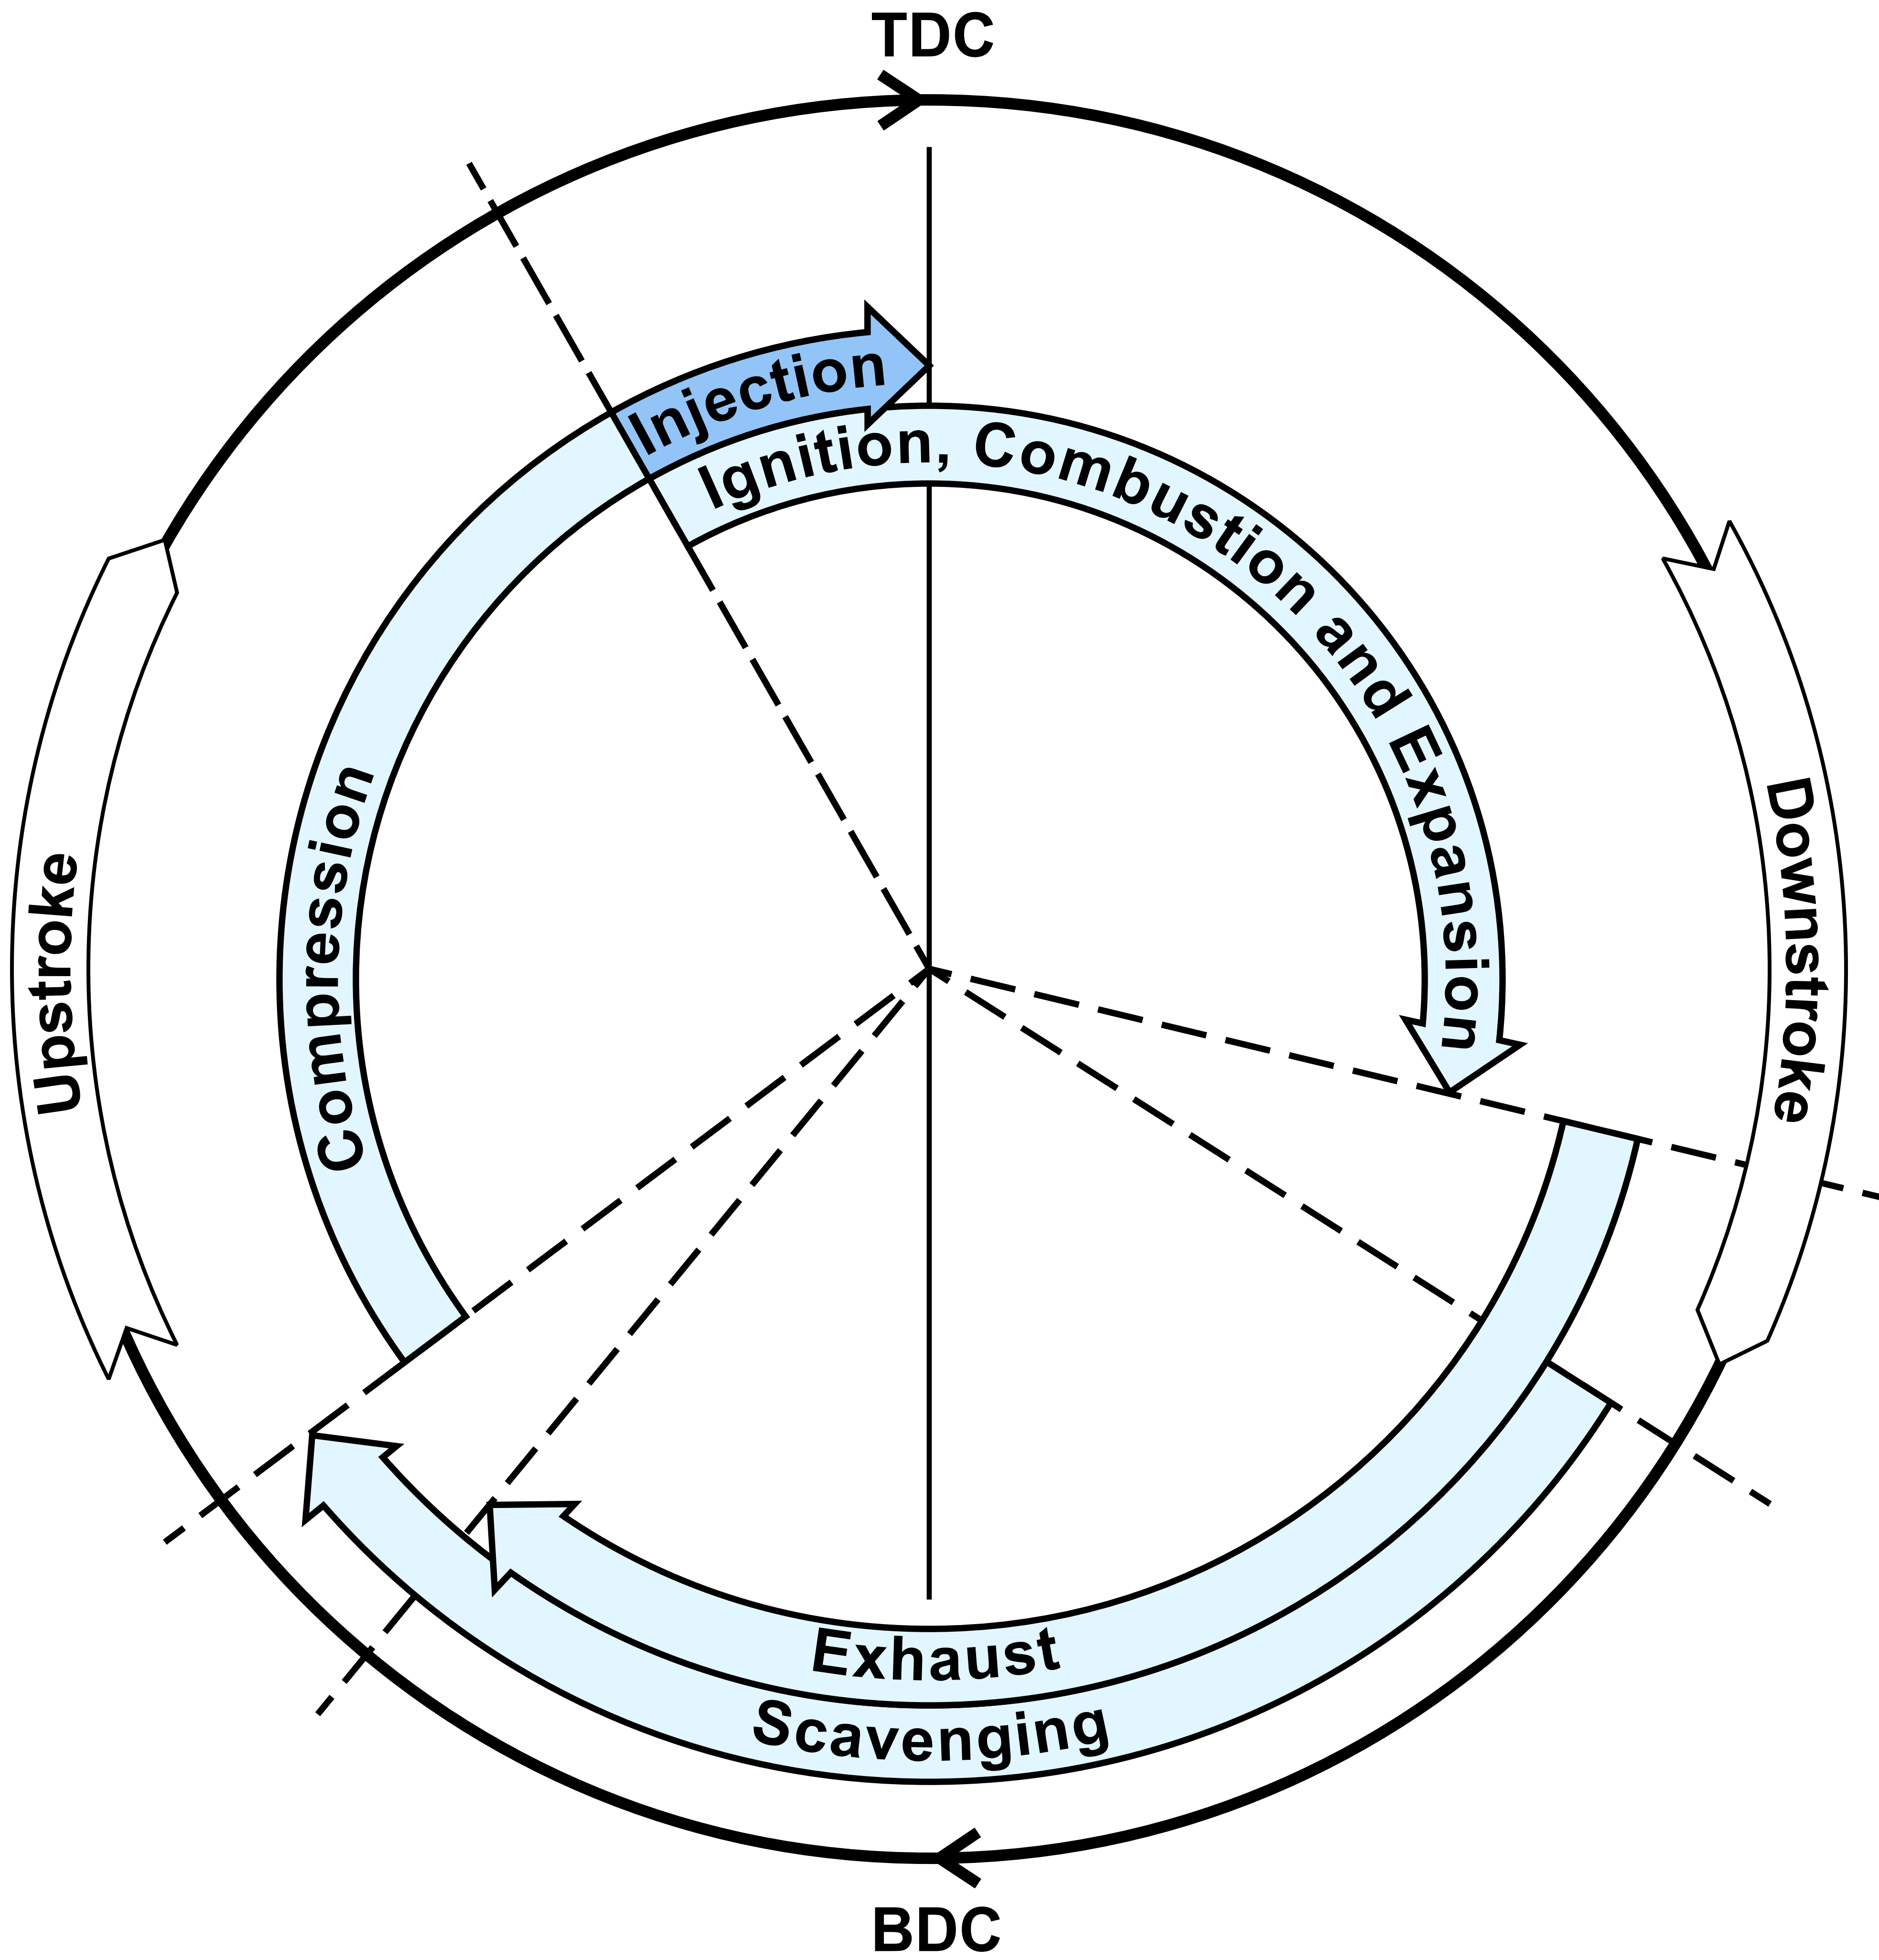 TDC
Injection
Ignition, Combustion and Expansion
Compression
Upstroke
Downstroke
Exhaust
Scavenging
BDC